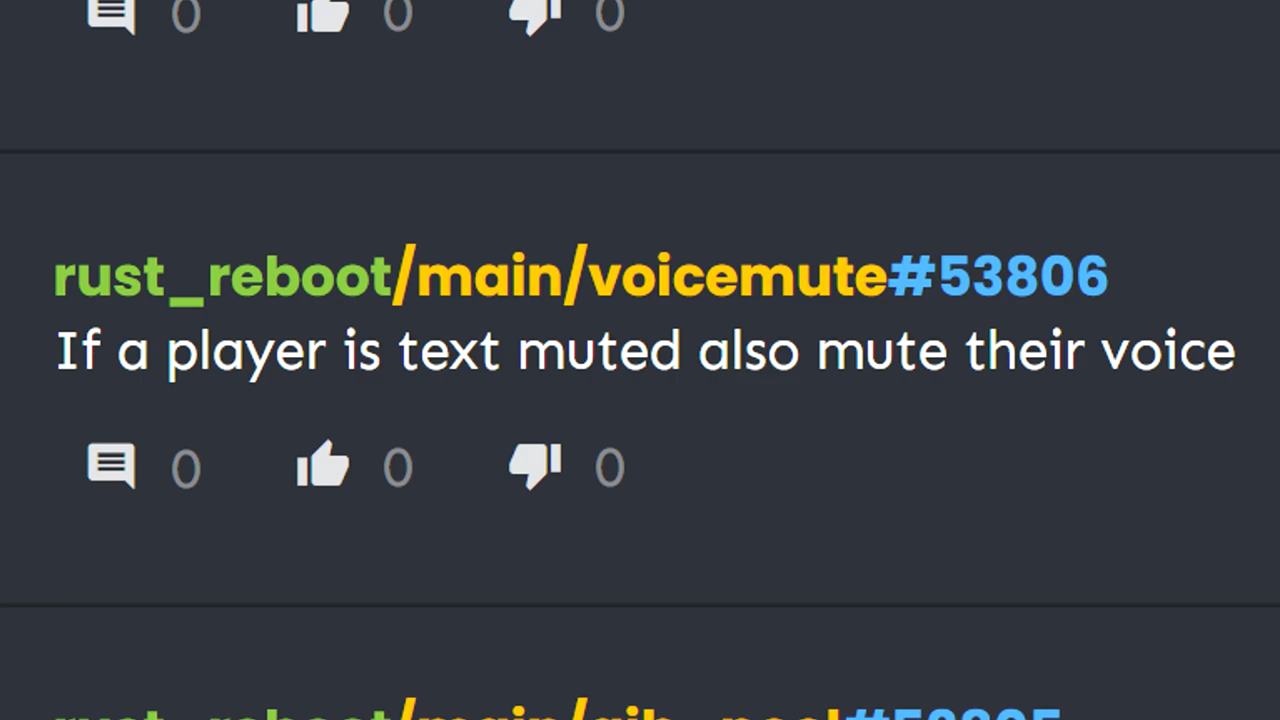 0 0 0
rust_reboot/main/voicemute#53806
If a player is text muted also mute their voice
0 0 0